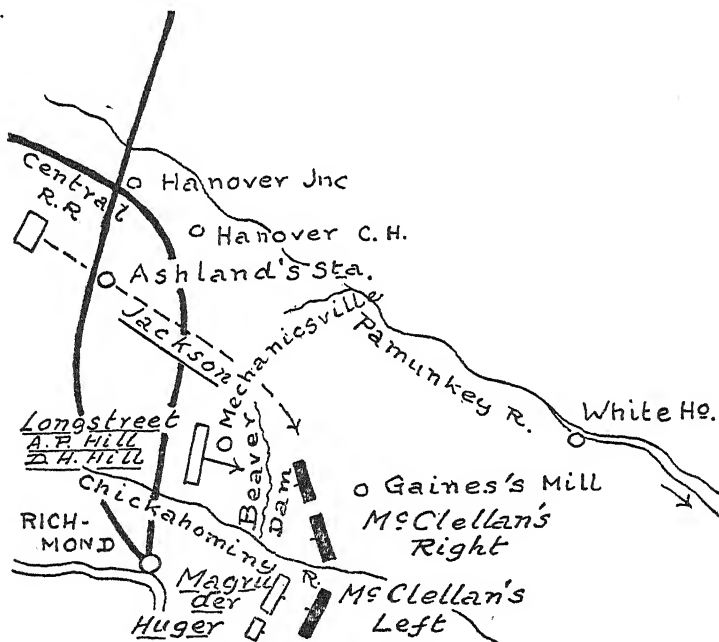 Central
R.R
Hanover Jnc
Hanover C.H.
Ashland's Sta.
Jackson
Mechanicsville
Pamunkey R.
White Ho.
Longstreet
A.P. Hill
D.H. Hill
Beaver
Dam
Chickahominy R.
Gaines's Mill
McClellan's
Right
RICH-
MOND
Magru
der
Huger
McClellan's
Left